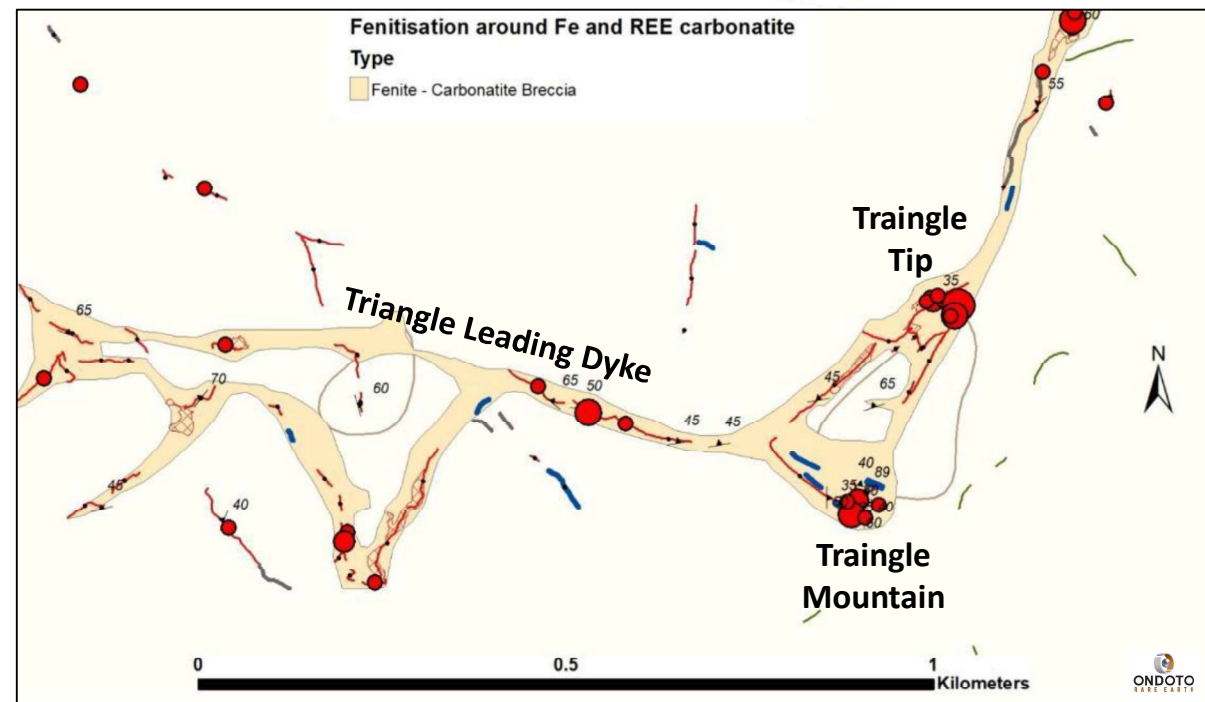 Fenitisation around Fe and REE carbonatite
Type
Fenite - Carbonatite Breccia
55
Traingle
Tip
35
65
Triangle Leading Dyke
70
60
65 50
45
65
45 45
45
40
40
89
35
Traingle
Mountain
N
0 0.5 1
Kilometers
ONDOTO
RARE EARTH